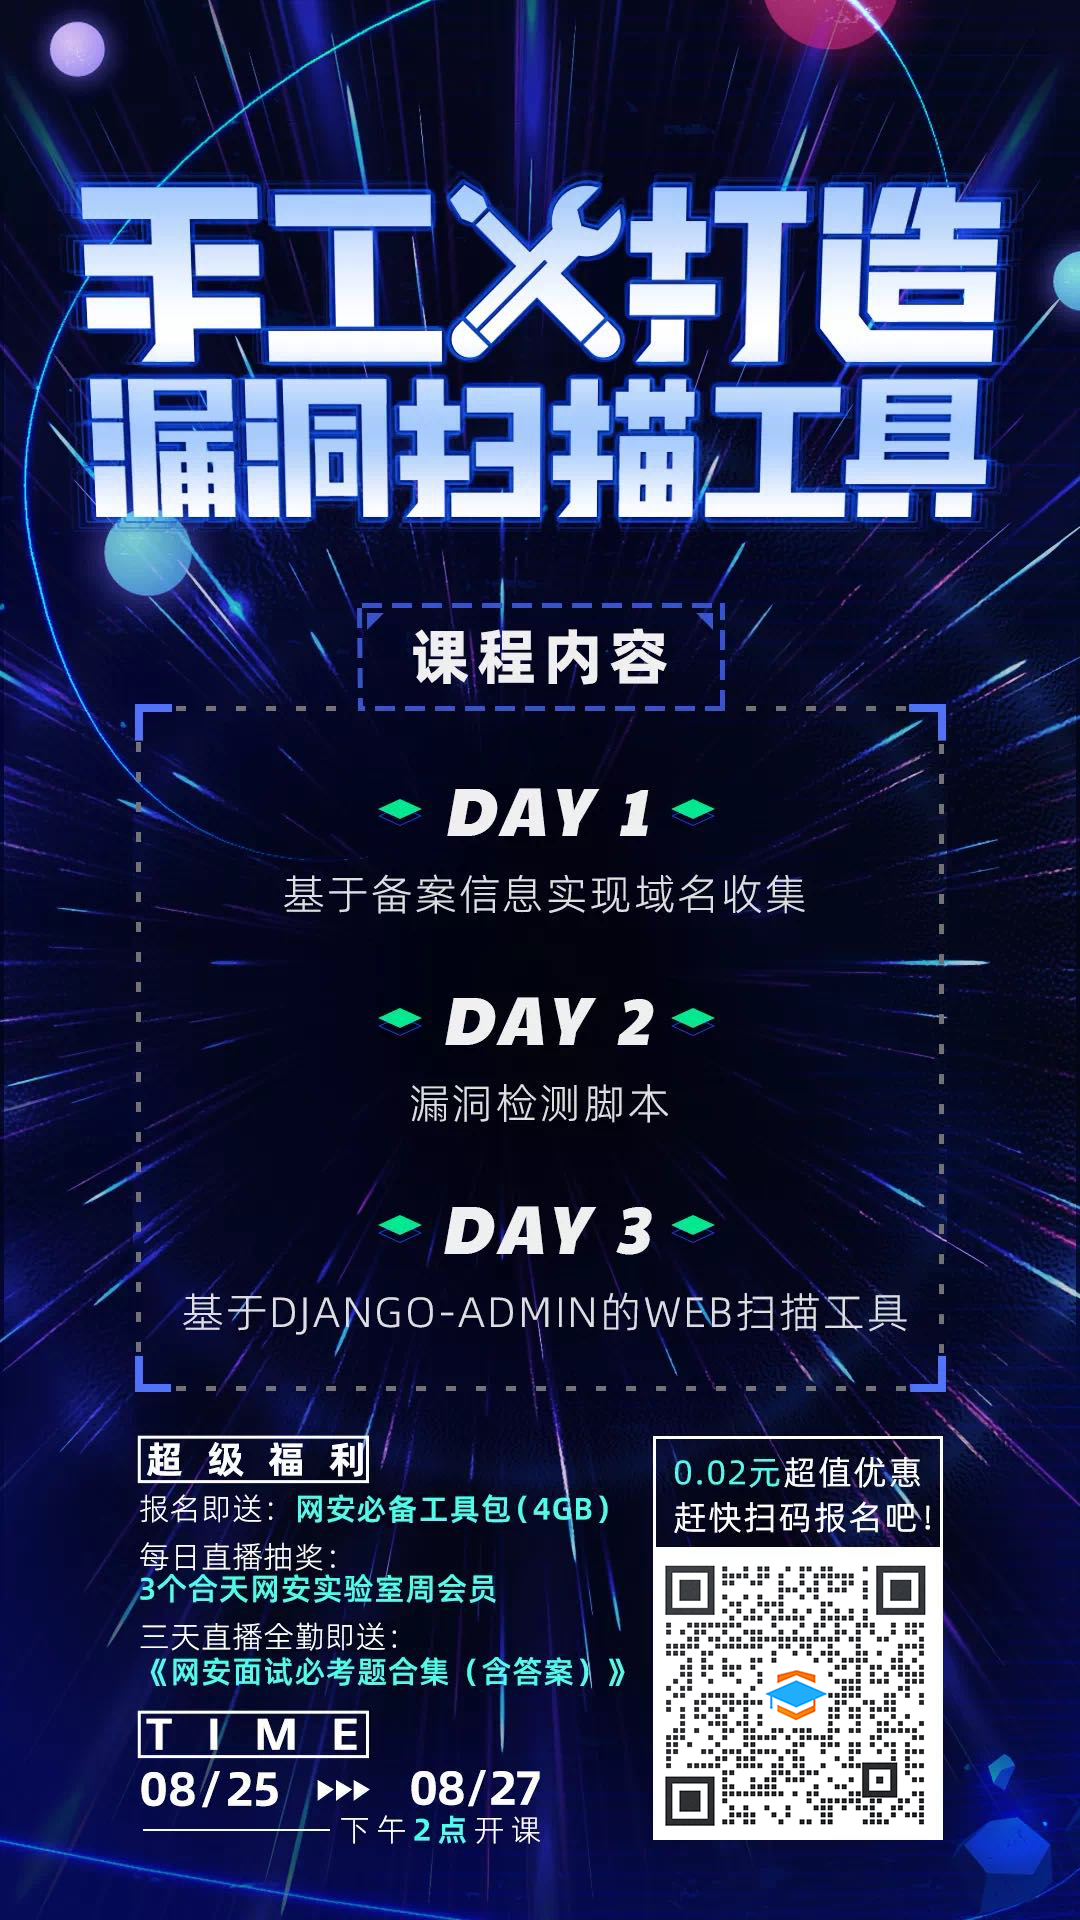 手工打造
漏洞扫描工具
课程内容
DAY 1
基于备案信息实现域名收集
DAY 2
漏洞检测脚本
DAY 3
基于DJANGO-ADMIN的WEB扫描工具
超级福利
报名即送：网安必备工具包(4GB)
每日直播抽奖：
3个合天网安实验室周会员
三天直播全勤即送：
《网安面试必考题合集（含答案）》
TIME
08/25 08/27
下午2点开课
0.02元超值优惠
赶快扫码报名吧！